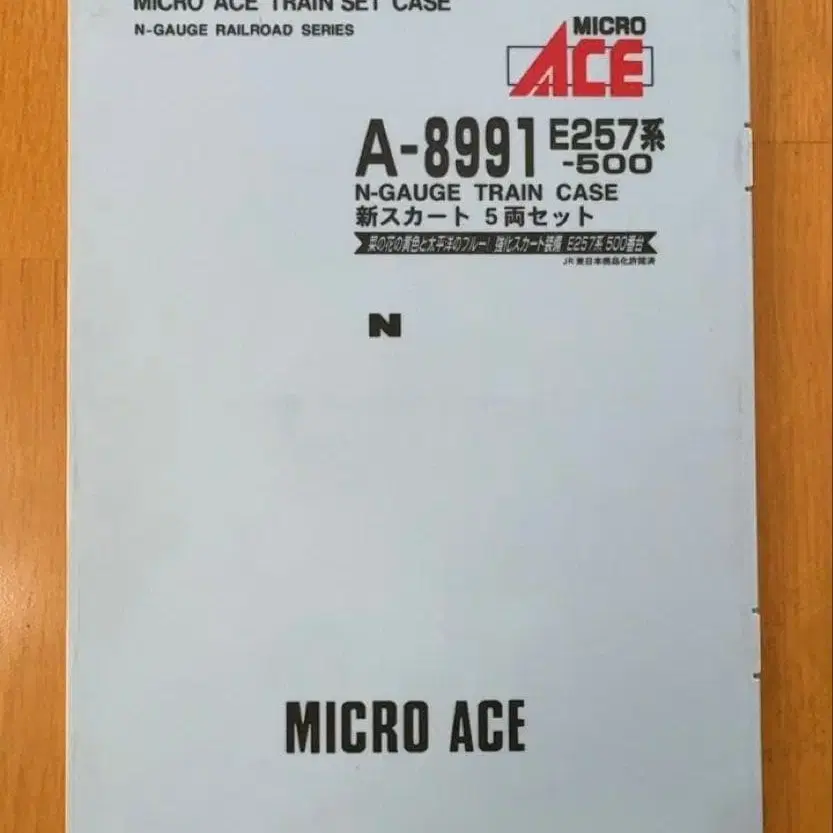 MICRO ACE TRAIN SET CASE
N-GAUGE RAILROAD SERIES
MICRO
ACE
A-8991 E257系
-500
N-GAUGE TRAIN CASE
新スカート 5両セット
菜の花の黄色と太平洋のブルー! 強化スカート装備 E257系 500番台
JR東日本商品化許諾済
N
MICRO ACE